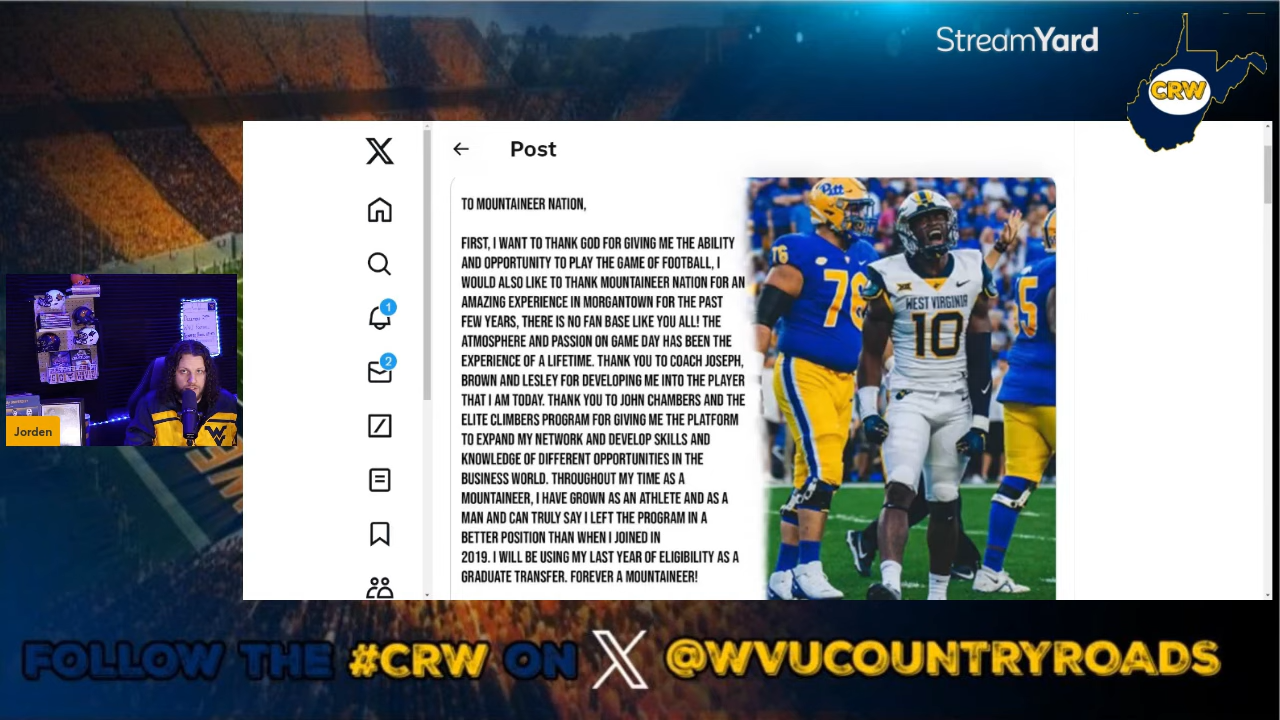 StreamYard
CRW
Post
TO MOUNTAINEER NATION,
FIRST, I WANT TO THANK GOD FOR GIVING ME THE ABILITY
AND OPPORTUNITY TO PLAY THE GAME OF FOOTBALL, I
WOULD ALSO LIKE TO THANK MOUNTAINEER NATION FOR AN
AMAZING EXPERIENCE IN MORGANTOWN FOR THE PAST
FEW YEARS, THERE IS NO FAN BASE LIKE YOU ALL! THE
ATMOSPHERE AND PASSION ON GAME DAY HAS BEEN THE
EXPERIENCE OF A LIFETIME. THANK YOU TO COACH JOSEPH,
BROWN AND LESLEY FOR DEVELOPING ME INTO THE PLAYER
THAT I AM TODAY. THANK YOU TO JOHN CHAMBERS AND THE
ELITE CLIMBERS PROGRAM FOR GIVING ME THE PLATFORM
TO EXPAND MY NETWORK AND DEVELOP SKILLS AND
KNOWLEDGE OF DIFFERENT OPPORTUNITIES IN THE
BUSINESS WORLD. THROUGHOUT MY TIME AS A
MOUNTAINEER, I HAVE GROWN AS AN ATHLETE AND AS A
MAN AND CAN TRULY SAY I LEFT THE PROGRAM IN A
BETTER POSITION THAN WHEN I JOINED IN
2019. I WILL BE USING MY LAST YEAR OF ELIGIBILITY AS A
GRADUATE TRANSFER. FOREVER A MOUNTAINEER!
Pitt
76
WEST VIRGINIA
10
1
2
Jorden
FOLLOW THE #CRW ON X @WVUCOUNTRYROADS